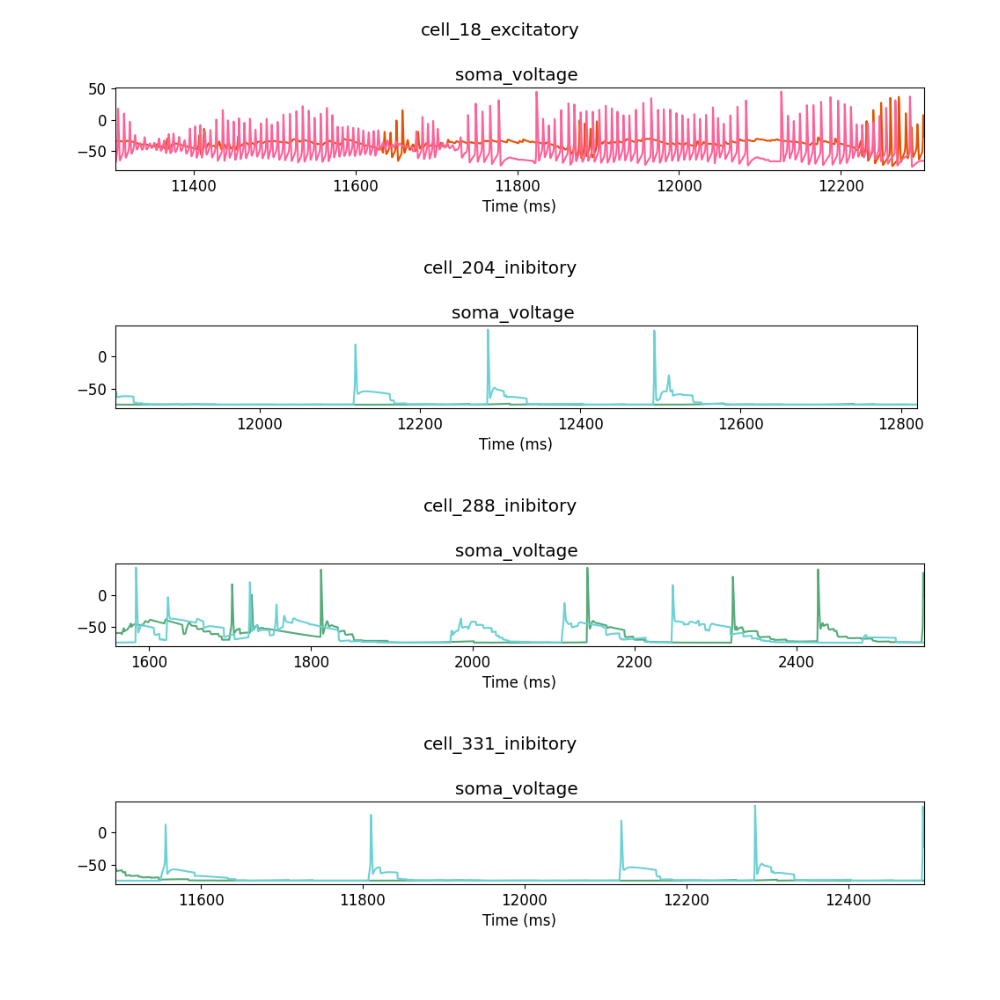 cell_18_excitatory
soma_voltage
50
0
−50
11400 11600 11800 12000 12200
Time (ms)
cell_204_inibitory
soma_voltage
0
−50
12000 12200 12400 12600 12800
Time (ms)
cell_288_inibitory
soma_voltage
0
−50
1600 1800 2000 2200 2400
Time (ms)
cell_331_inibitory
soma_voltage
0
−50
11600 11800 12000 12200 12400
Time (ms)